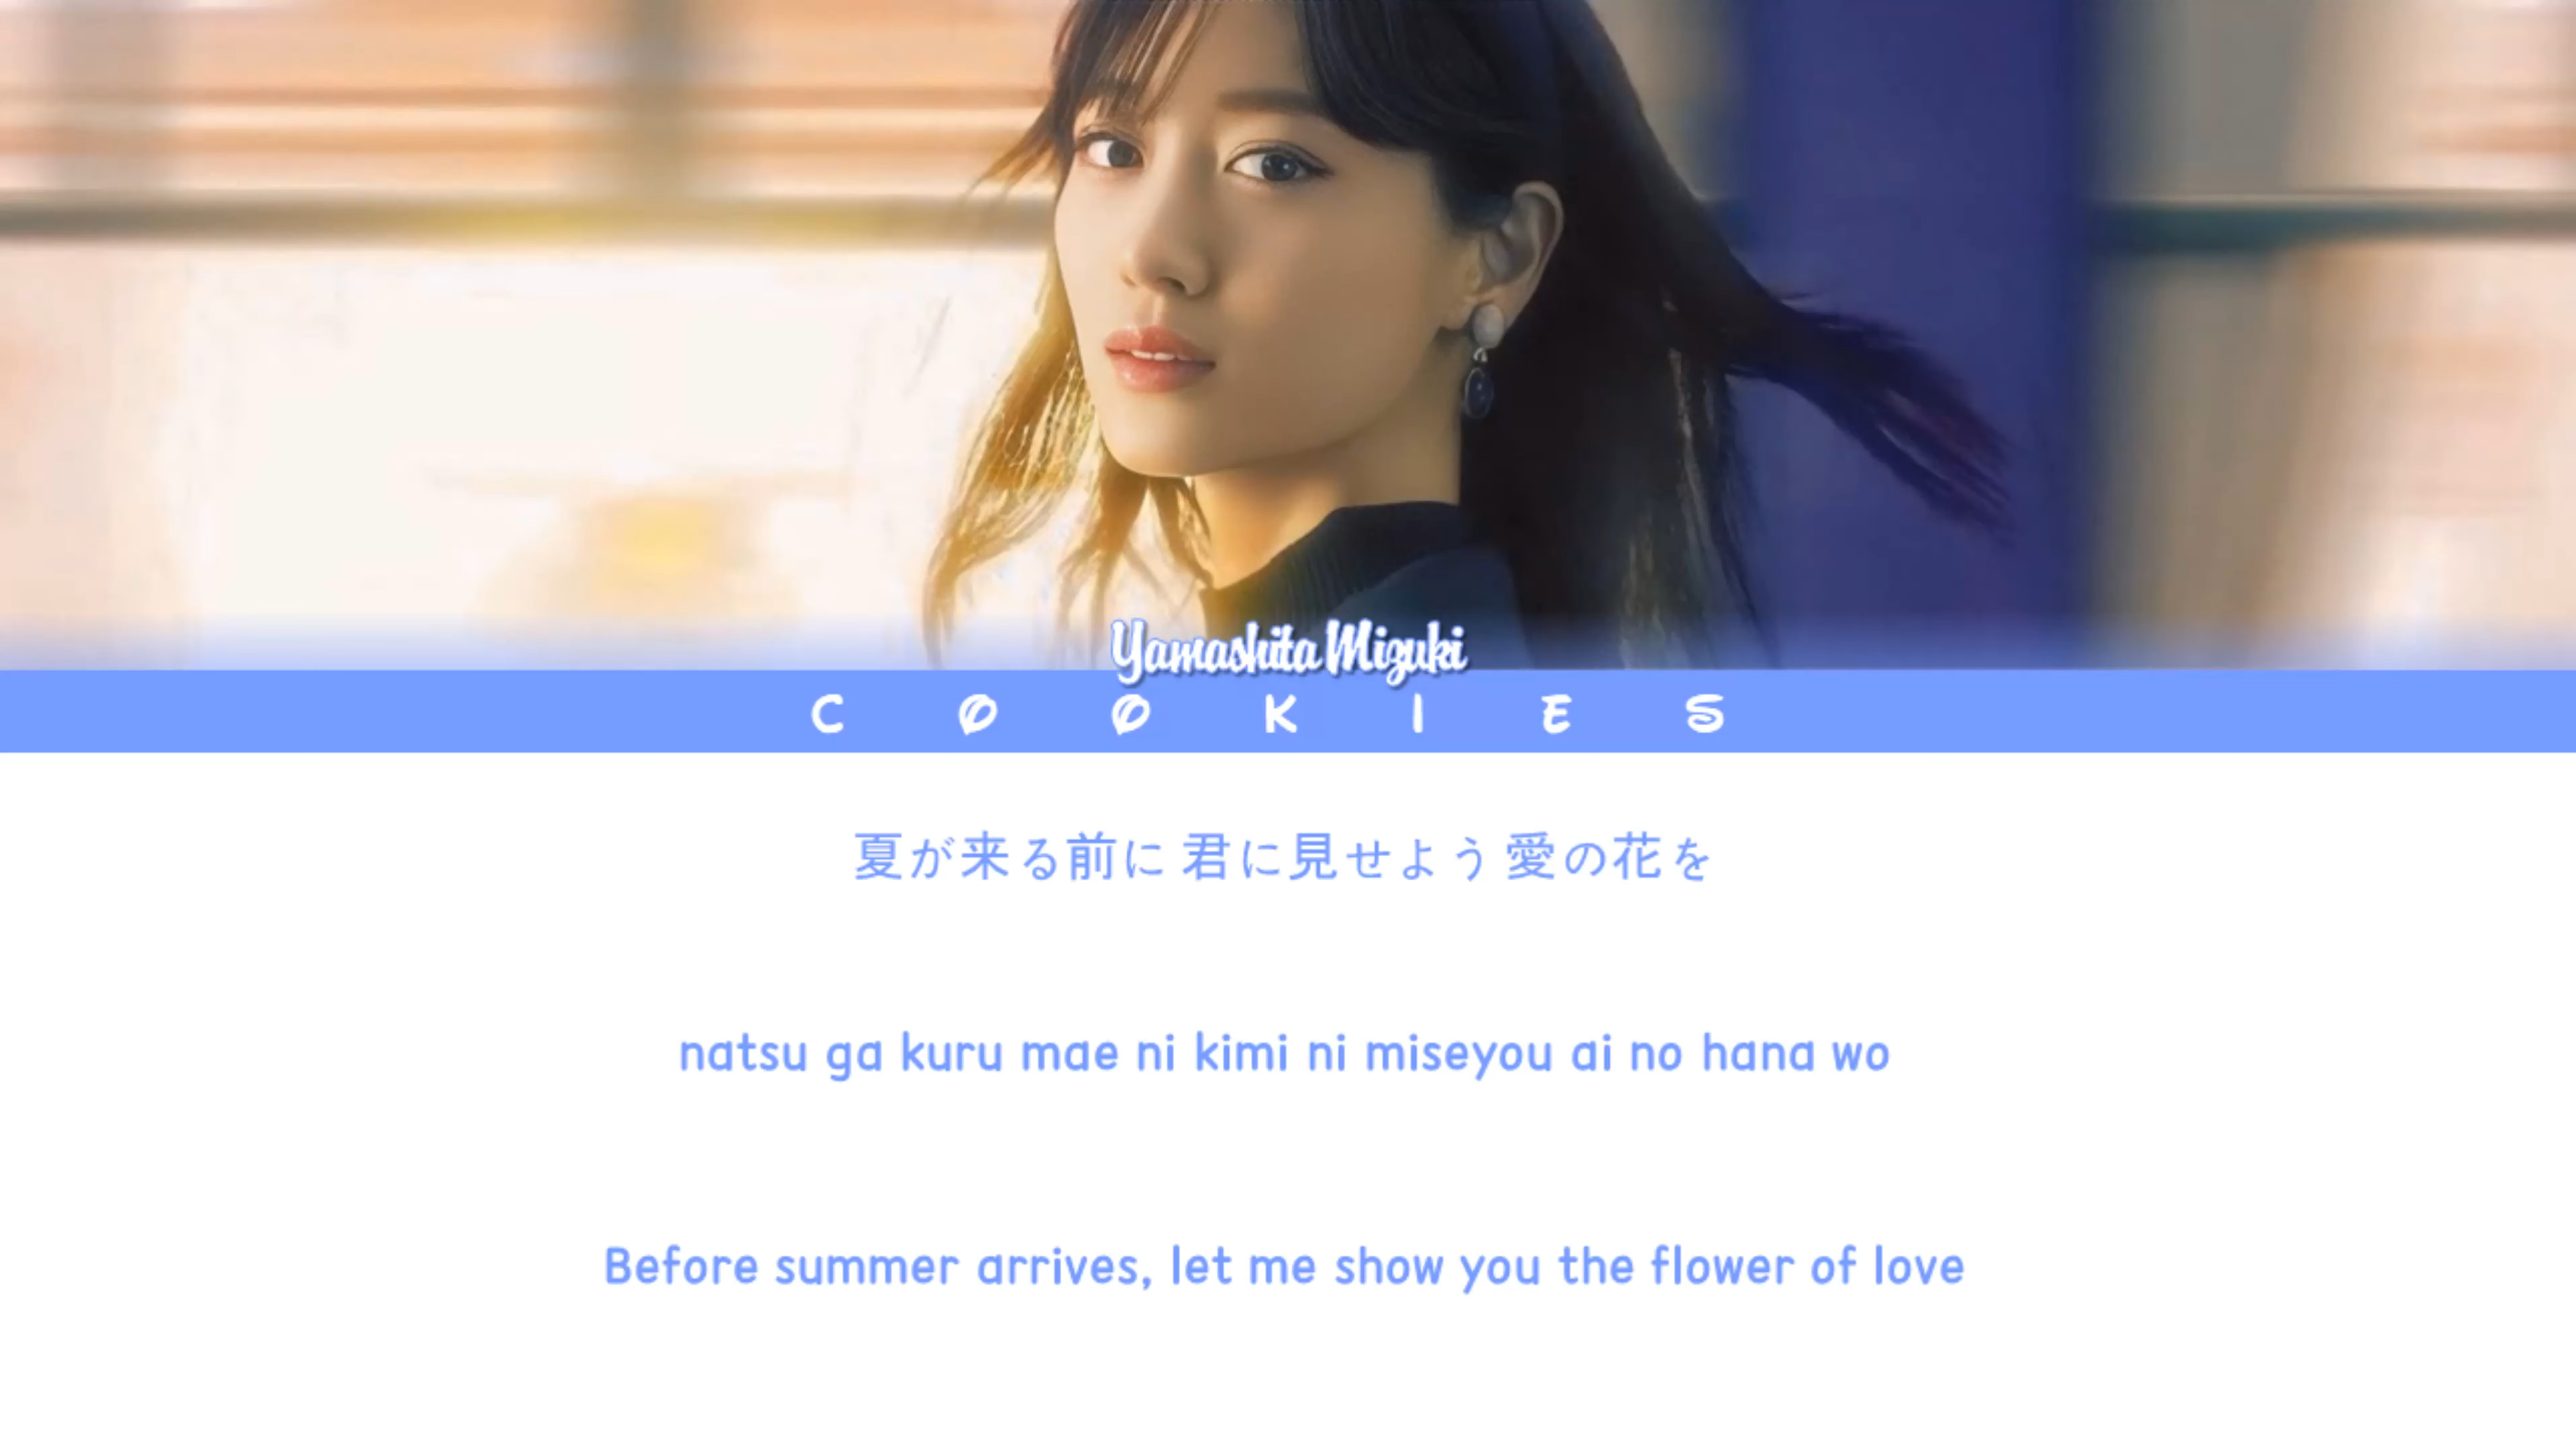 Yamashita Mizuki
COOKIES
夏が来る前に 君に見せよう 愛の花を
natsu ga kuru mae ni kimi ni miseyou ai no hana wo
Before summer arrives, let me show you the flower of love